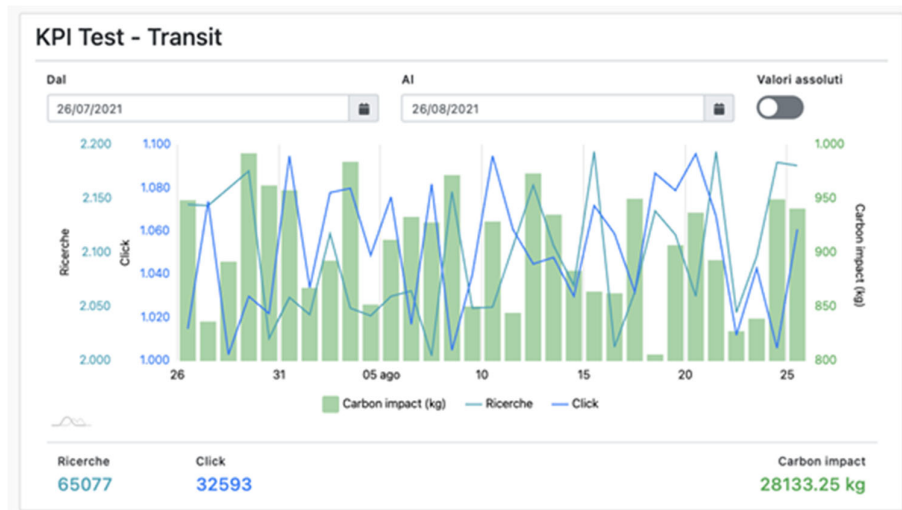 KPI Test - Transit
Dal
Al
Valori assoluti
26/07/2021
26/08/2021
2.200
1.100
1.000
1.080
2.150
950
1.060
2.100
900
1.040
2.050
850
1.020
2.000
1.000
800
Ricerche
Click
Carbon impact (kg)
26
31
05 ago
10
15
20
25
Carbon impact (kg)
Ricerche
Click
Ricerche
Click
Carbon impact
65077
32593
28133.25 kg